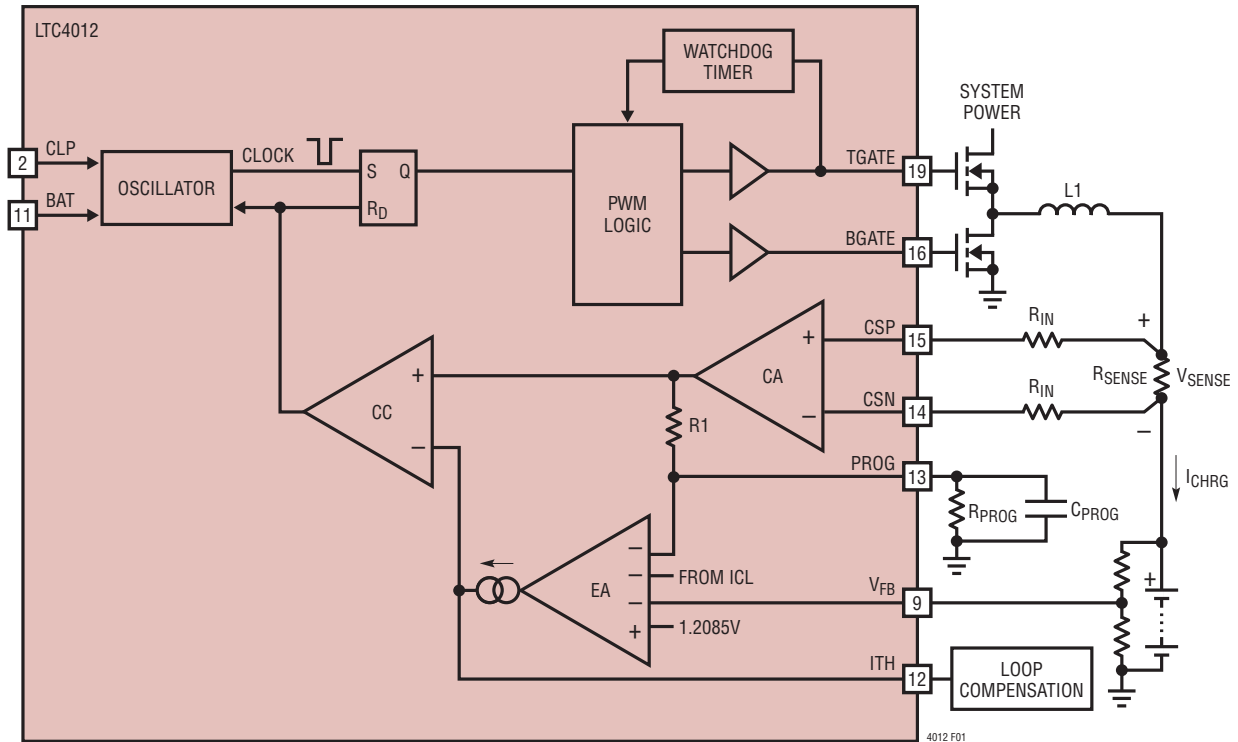 LTC4012
WATCHDOG
TIMER
SYSTEM
POWER
2
CLP
CLOCK
OSCILLATOR
S
Q
R_D
11
BAT
PWM
LOGIC
TGATE
19
BGATE
16
L1
CSP
15
R_IN
+
CC
+
−
CA
+
−
R_SENSE
V_SENSE
CSN
14
R_IN
−
R1
PROG
13
R_PROG
C_PROG
I_CHRG
EA
−
−
FROM ICL
−
+
1.2085V
V_FB
9
+
ITH
12
LOOP
COMPENSATION
4012 F01